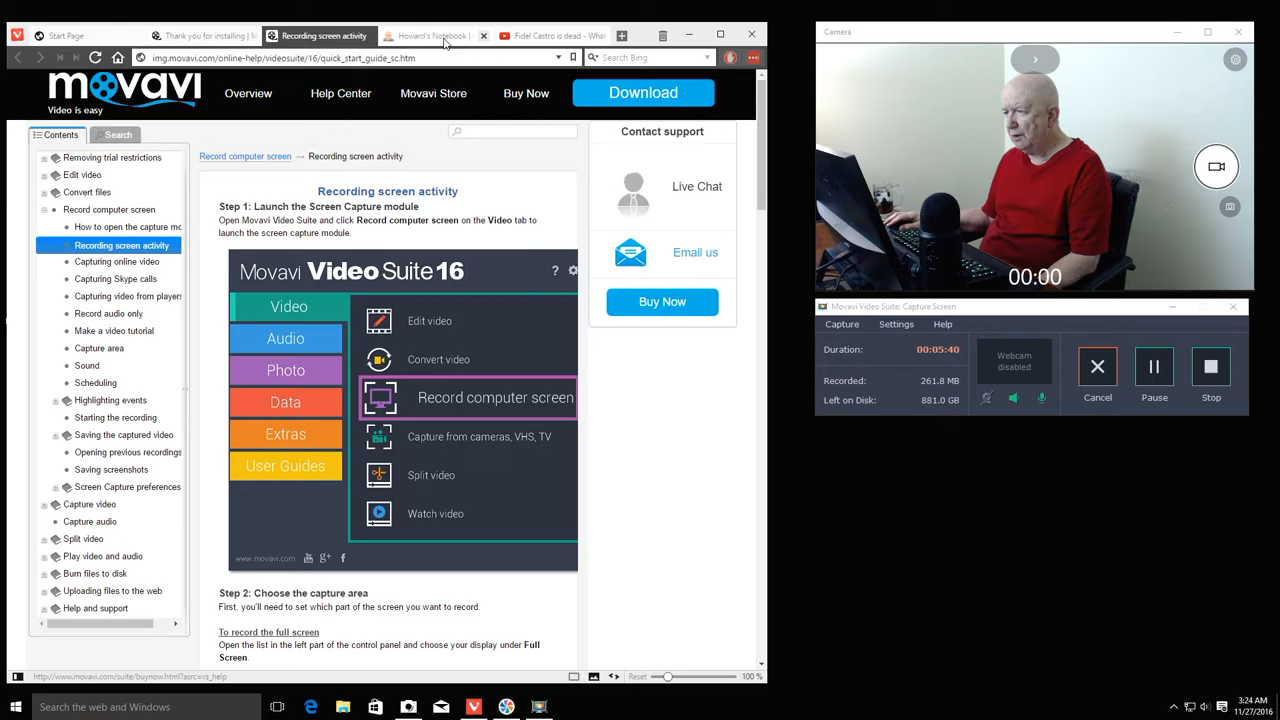 Start Page
Thank you for installing | M
Recording screen activity
Howard's Notebook |
Fidel Castro is dead - What
img.movavi.com/online-help/videosuite/16/quick_start_guide_sc.htm
Search Bing
movavi
Video is easy
Overview
Help Center
Movavi Store
Buy Now
Download
Contents
Search
Removing trial restrictions
Edit video
Convert files
Record computer screen
How to open the capture mo
Recording screen activity
Capturing online video
Capturing Skype calls
Capturing video from players
Record audio only
Make a video tutorial
Capture area
Sound
Scheduling
Highlighting events
Starting the recording
Saving the captured video
Opening previous recordings
Saving screenshots
Screen Capture preferences
Capture video
Capture audio
Split video
Play video and audio
Burn files to disk
Uploading files to the web
Help and support
Record computer screen → Recording screen activity
Recording screen activity
Step 1: Launch the Screen Capture module
Open Movavi Video Suite and click Record computer screen on the Video tab to
launch the screen capture module.
Movavi Video Suite 16
?
Video
Audio
Photo
Data
Extras
User Guides
Edit video
Convert video
Record computer screen
Capture from cameras, VHS, TV
Split video
Watch video
www.movavi.com
g+
f
Step 2: Choose the capture area
First, you'll need to set which part of the screen you want to record.
To record the full screen
Open the list in the left part of the control panel and choose your display under Full
Screen.
Contact support
Live Chat
Email us
Buy Now
http://www.movavi.com/suite/buynow.html?asrc=vs_help
Reset
100 %
Camera
00:00
Movavi Video Suite: Capture Screen
Capture
Settings
Help
Duration:
00:05:40
Recorded:
261.8 MB
Left on Disk:
881.0 GB
Webcam
disabled
Cancel
Pause
Stop
Search the web and Windows
3:24 AM
11/27/2016